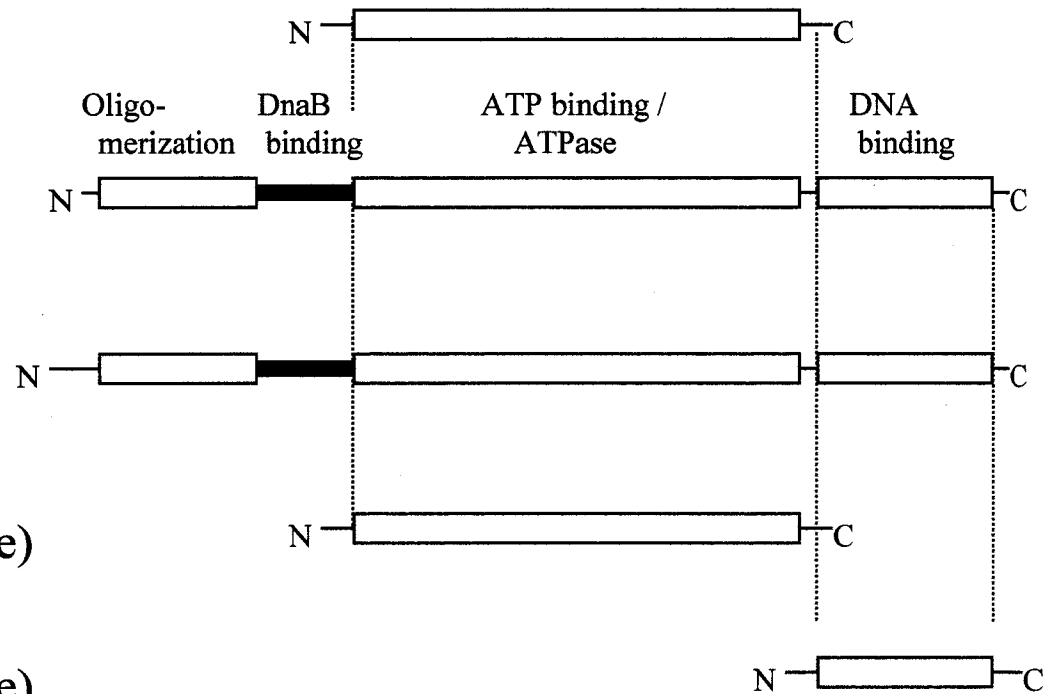 N C
Oligo- DnaB ATP binding / DNA
merization binding ATPase binding
N C
N C
e) N C
e) N C